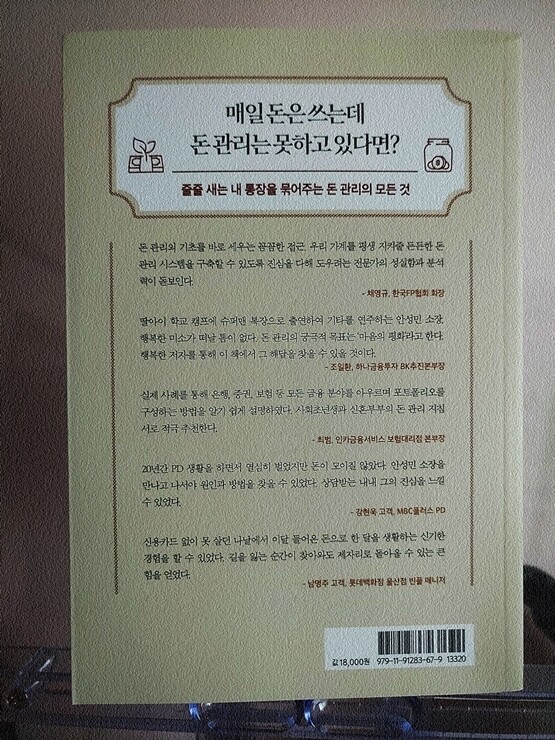 매일 돈은 쓰는데
돈 관리는 못하고 있다면?
줄줄 새는 내 통장을 묶어주는 돈 관리의 모든 것
돈 관리의 기초를 바로 세우는 꼼꼼한 접근, 우리 가계를 평생 지켜줄 든든한 돈
관리 시스템을 구축할 수 있도록 진심을 다해 도우려는 전문가의 성실함과 분석
력이 돋보인다.
- 채영규, 한국FP협회 회장
딸아이 학교 캠프에 슈퍼맨 복장으로 출연하여 기타를 연주하는 안성민 소장.
행복한 미소가 떠날 틈이 없다. 돈 관리의 궁극적 목표는 '마음의 평화'라고 한다.
행복한 저자를 통해 이 책에서 그 해답을 찾을 수 있을 것이다.
- 조일환, 하나금융투자 BK추진본부장
실제 사례를 통해 은행, 증권, 보험 등 모든 금융 분야를 아우르며 포트폴리오를
구성하는 방법을 알기 쉽게 설명하였다. 사회초년생과 신혼부부의 돈 관리 지침
서로 적극 추천한다.
- 최범, 인카금융서비스 보험대리점 본부장
20년간 PD 생활을 하면서 열심히 벌었지만 돈이 모이질 않았다. 안성민 소장을
만나고 나서야 원인과 방법을 찾을 수 있었다. 상담받는 내내 그의 진심을 느낄
수 있었다.
- 강현욱 고객, MBC플러스 PD
신용카드 없이 못 살던 나날에서 이달 들어온 돈으로 한 달을 생활하는 신기한
경험을 할 수 있었다. 길을 잃는 순간이 찾아와도 제자리로 돌아올 수 있는 큰
힘을 얻었다.
- 남명주 고객, 롯데백화점 울산점 빈폴 매니저
값 18,000원
979-11-91283-67-9 13320